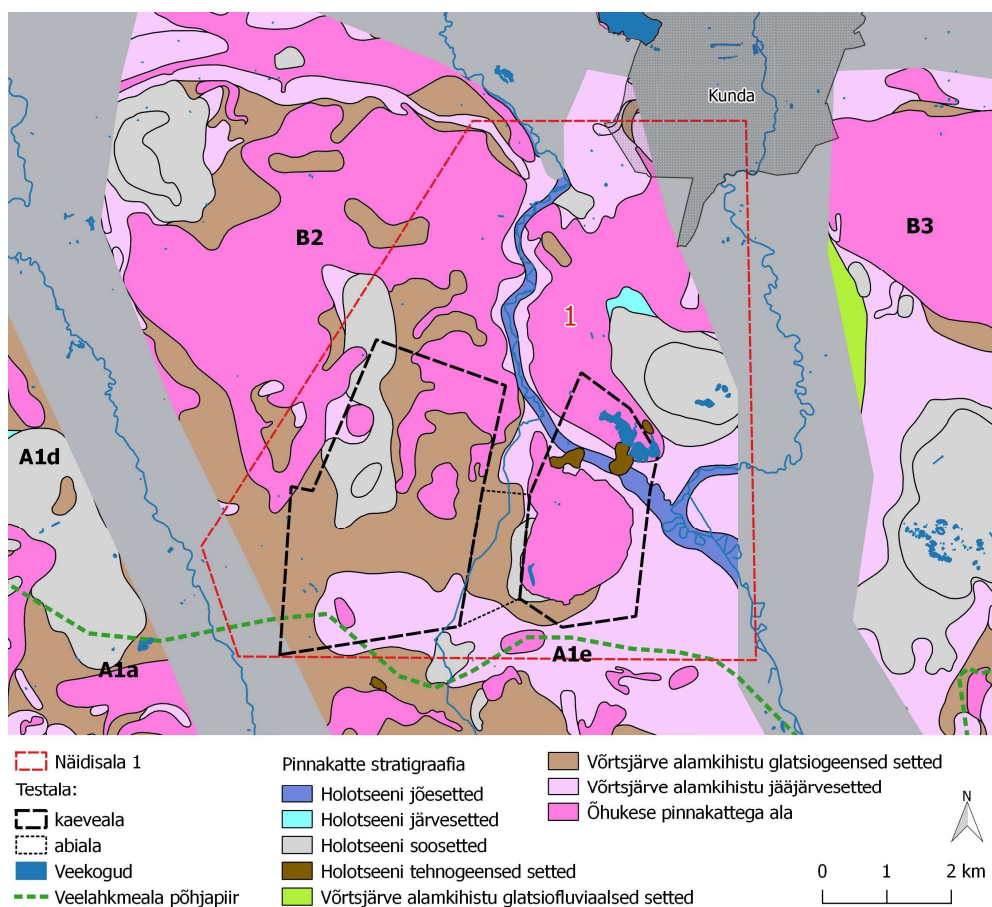 Kunda
B2
B3
1
A1d
A1a
A1e
Näidisala 1
Testala:
kaeveala
abiala
Veekogud
Veelahkmeala põhjapiir
Pinnakatte stratigraafia
Holotseeni jõesetted
Holotseeni järvesetted
Holotseeni soosetted
Holotseeni tehnogeensed setted
Võrtsjärve alamkihistu glatsiofluviaalsed setted
Võrtsjärve alamkihistu glatsiogeensed setted
Võrtsjärve alamkihistu jääjärvesetted
Õhukese pinnakattega ala
N
0 1 2 km